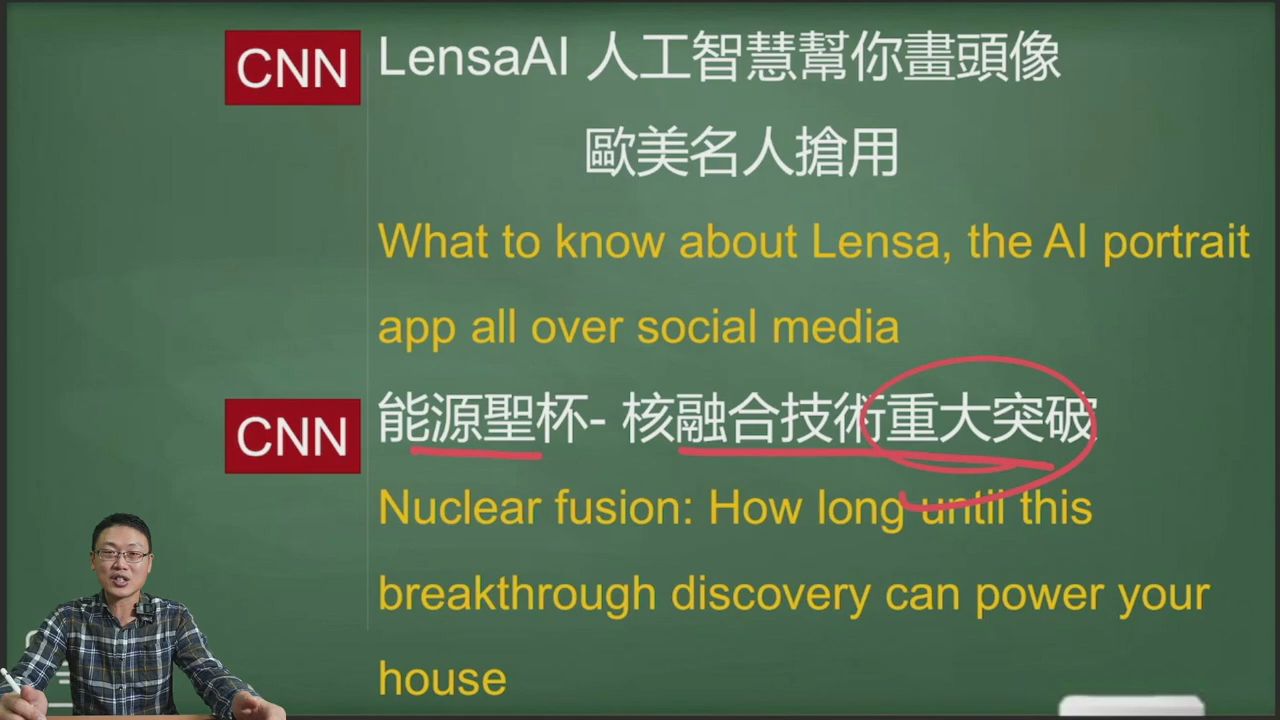 CNN LensaAI 人工智慧幫你畫頭像
歐美名人搶用
What to know about Lensa, the AI portrait
app all over social media
CNN 能源聖杯- 核融合技術重大突破
Nuclear fusion: How long until this
breakthrough discovery can power your
house